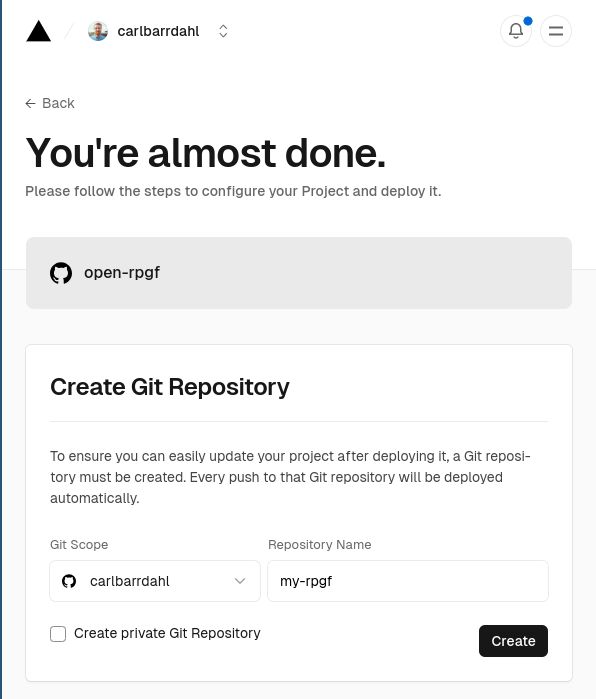 carlbarrdahl
← Back
You're almost done.
Please follow the steps to configure your Project and deploy it.
open-rpgf
Create Git Repository
To ensure you can easily update your project after deploying it, a Git reposi-
tory must be created. Every push to that Git repository will be deployed
automatically.
Git Scope
Repository Name
carlbarrdahl
my-rpgf
Create private Git Repository
Create